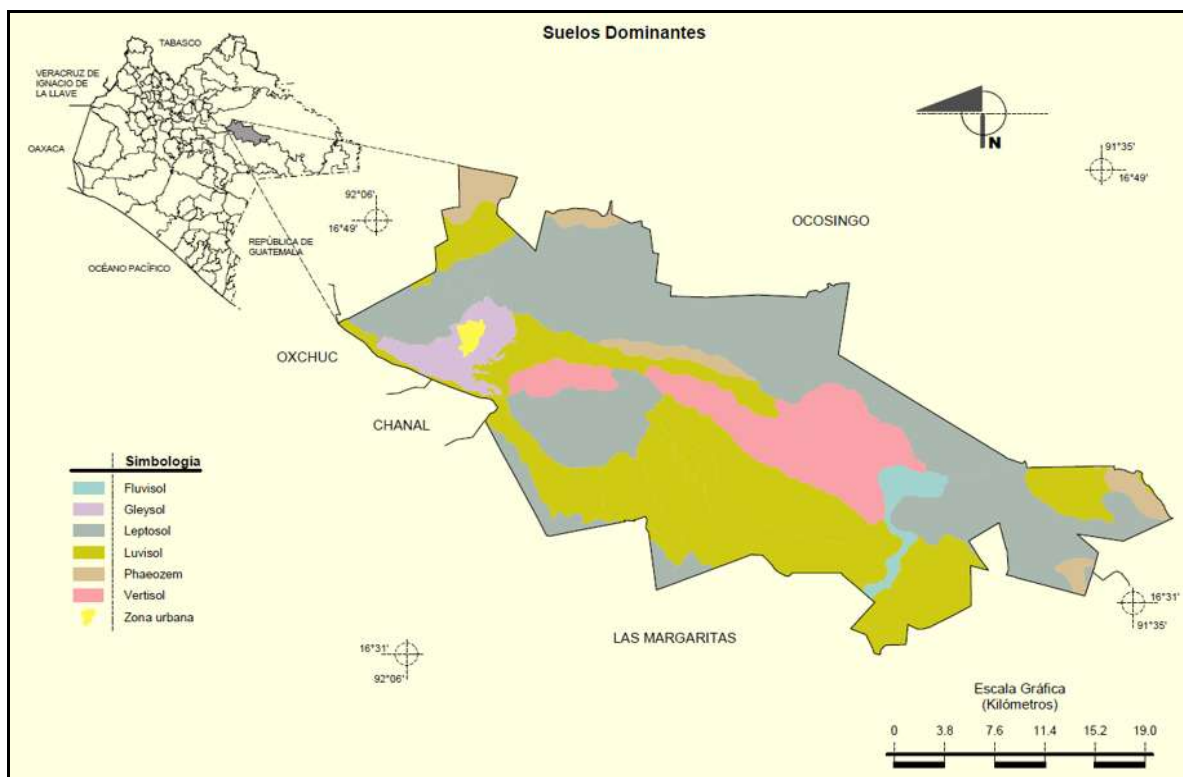 Suelos Dominantes
TABASCO
VERACRUZ DE
IGNACIO DE
LA LLAVE
OAXACA
REPÚBLICA DE
GUATEMALA
OCÉANO PACÍFICO
N
92°06'
16°49'
91°35'
16°49'
OCOSINGO
OXCHUC
CHANAL
LAS MARGARITAS
Simbología
Fluvisol
Gleysol
Leptosol
Luvisol
Phaeozem
Vertisol
Zona urbana
16°31'
92°06'
16°31'
91°35'
Escala Gráfica
(Kilómetros)
0 3.8 7.6 11.4 15.2 19.0